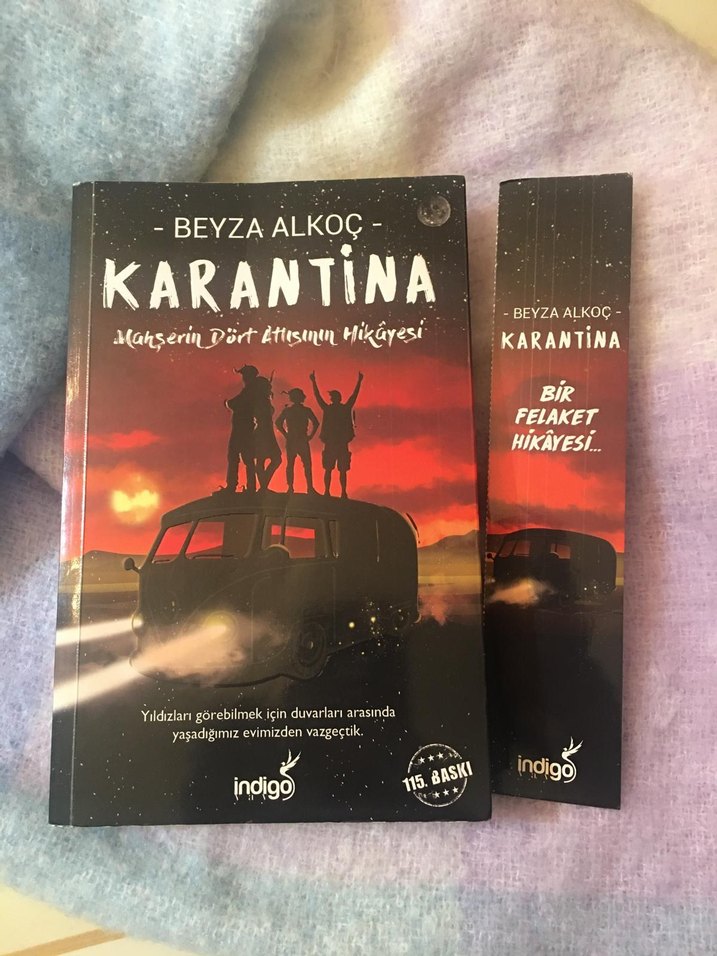 - BEYZA ALKOÇ -
KARANTİNA
Mahşerin Dört Atlısının Hikâyesi
Yıldızları görebilmek için duvarları arasında
yaşadığımız evimizden vazgeçtik.
indigo
115. BASKI
- BEYZA ALKOÇ -
KARANTİNA
BİR
FELAKET
HİKÂYESİ...
indigo